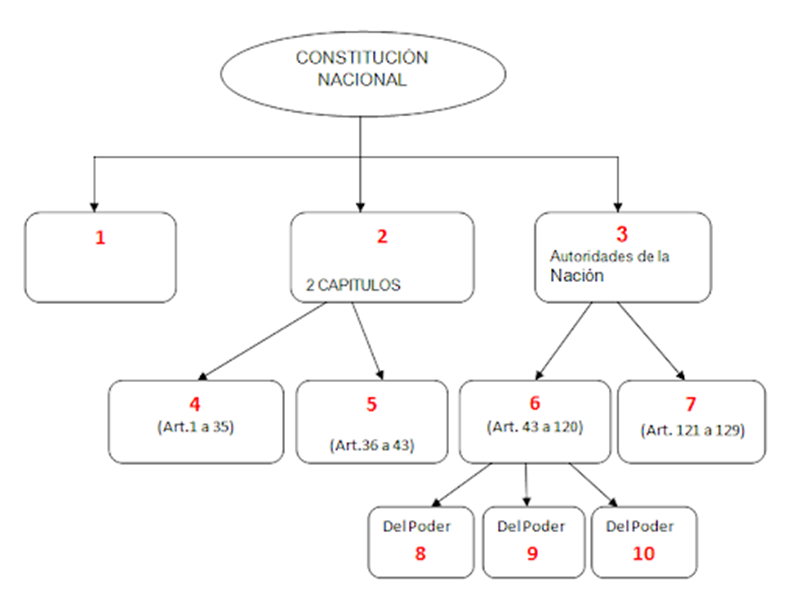 CONSTITUCIÓN
NACIONAL
1
2
2 CAPITULOS
3
Autoridades de la
Nación
4
(Art.1 a 35)
5
(Art.36 a 43)
6
(Art. 43 a 120)
7
(Art. 121 a 129)
Del Poder
8
Del Poder
9
Del Poder
10